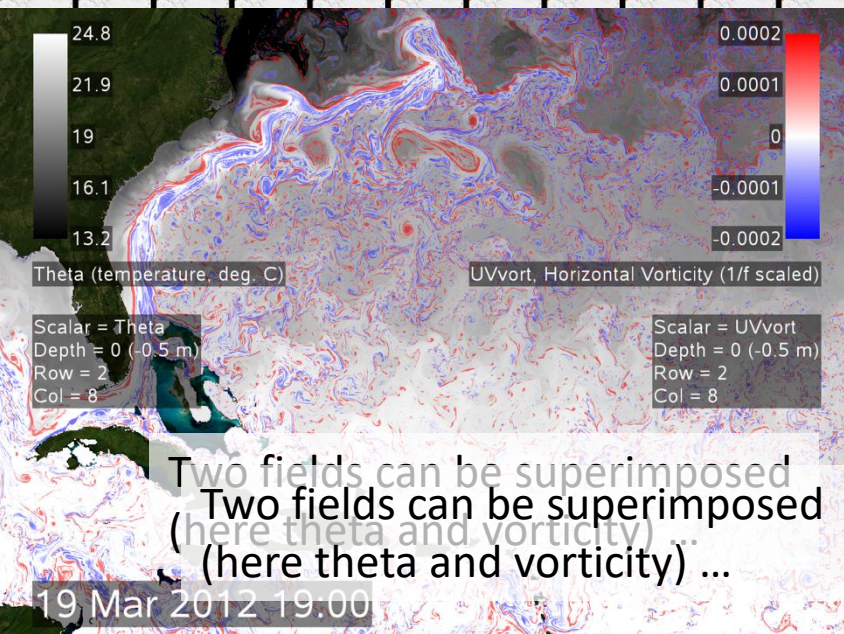 24.8
21.9
19
16.1
13.2
Theta (temperature, deg. C)
Scalar = Theta
Depth = 0 (-0.5 m)
Row = 2
Col = 8
0.0002
0.0001
0
-0.0001
-0.0002
UVvort, Horizontal Vorticity (1/f scaled)
Scalar = UVvort
Depth = 0 (-0.5 m)
Row = 2
Col = 8
Two fields can be superimposed
(here theta and vorticity) ...
Two fields can be superimposed
(here theta and vorticity) ...
19 Mar 2012 19:00